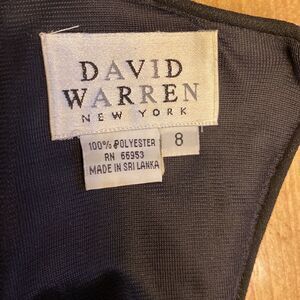 DAVID
WARREN
NEW YORK
100% POLYESTER
RN 66953
MADE IN SRI LANKA
8